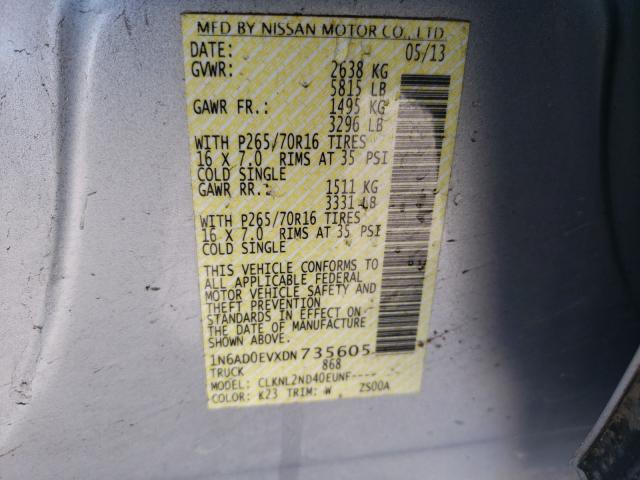 MFD BY NISSAN MOTOR CO., LTD.
DATE: 05/13
GVWR: 2638 KG
5815 LB
GAWR FR.: 1495 KG
3296 LB
WITH P265/70R16 TIRES
16 X 7.0 RIMS AT 35 PSI
COLD SINGLE
GAWR RR.: 1511 KG
3331 LB
WITH P265/70R16 TIRES
16 X 7.0 RIMS AT 35 PSI
COLD SINGLE
THIS VEHICLE CONFORMS TO
ALL APPLICABLE FEDERAL
MOTOR VEHICLE SAFETY AND
THEFT PREVENTION
STANDARDS IN EFFECT ON
THE DATE OF MANUFACTURE
SHOWN ABOVE.
1N6AD0EVXDN735605
TRUCK 868
MODEL: CLKNL2ND40EUNF----
COLOR: K23 TRIM: W ZS00A